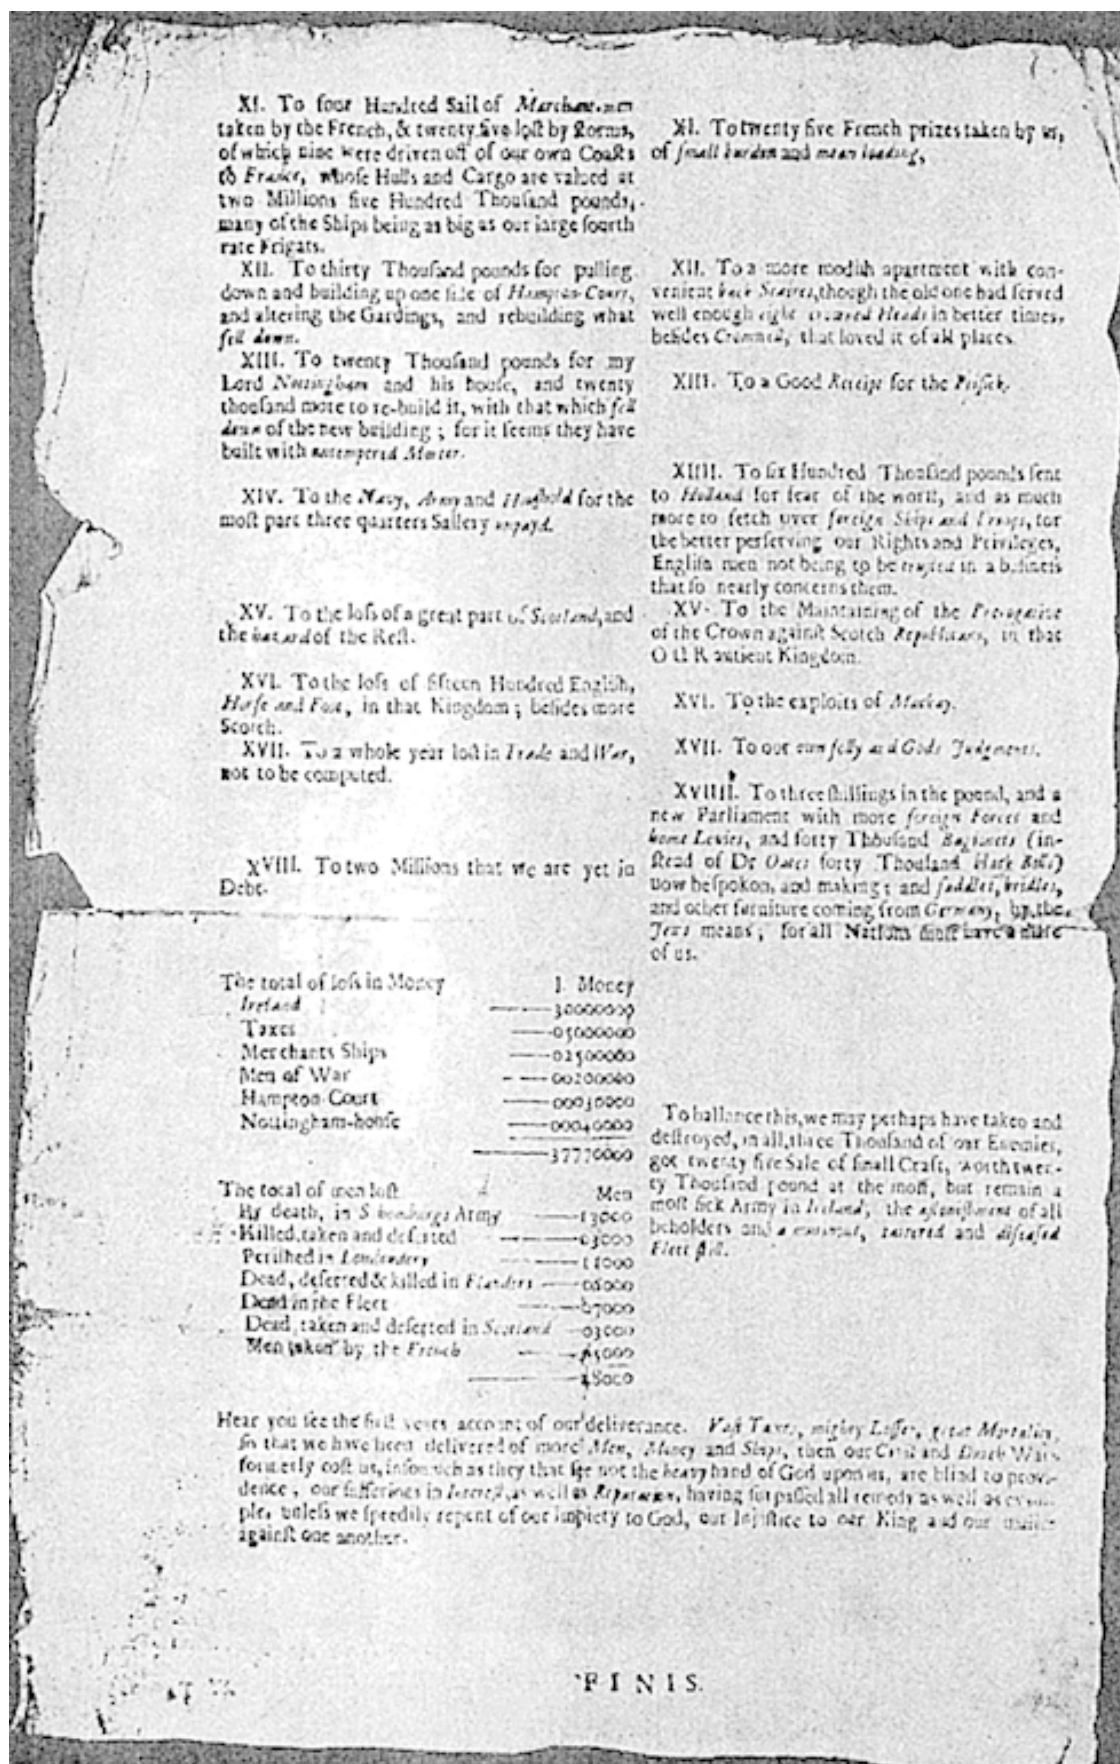 XI. To four Hundred Sail of Merchant-men
taken by the French, & twenty five lost by storms,
of which nine were driven off of our own Coasts
to France, whose Hulls and Cargo are valued at
two Millions five Hundred Thousand pounds,
many of the Ships being as big as our large fourth
rate Frigats.
XII. To thirty Thousand pounds for pulling
down and building up one side of Hampton-Court,
and altering the Gardings, and rebuilding what
fell down.
XIII. To twenty Thousand pounds for my
Lord Nottingham and his house, and twenty
thousand more to re-build it, with that which fell
down of the new building; for it seems they have
built with untempered Morter.
XIV. To the Navy, Army and Houshold for the
most part three quarters Sallery unpayd.
XV. To the loss of a great part of Scotland, and
the hazard of the Rest.
XVI. To the loss of fifteen Hundred English,
Horse and Foot, in that Kingdom; besides more
Scotch.
XVII. To a whole year lost in Trade and War,
not to be computed.
XVIII. To two Millions that we are yet in
Debt.
The total of loss in Money l. Money
Ireland 30000000
Taxes 05000000
Merchants Ships 02500000
Men of War 00200000
Hampton-Court 00030000
Nottingham-house 00040000
37770000
The total of men lost Men
By death, in Schombergs Army 13000
Killed, taken and deserted 03000
Perished in Londonderry 11000
Dead, deserted & killed in Flanders 06000
Dead in the Fleet 07000
Dead, taken and deserted in Scotland 03000
Men taken by the French
XI. To twenty five French prizes taken by us,
of small burden and mean loading,
XII. To a more modish apartment with con-
venient back Staires, though the old one had served
well enough eight crowned Heads in better times,
besides Cromwell, that loved it of all places.
XIII. To a Good Receipt for the Ptisick.
XIIII. To six Hundred Thousand pounds sent
to Holland for fear of the worst, and as much
more to fetch over foreign Ships and Troops, for
the better perserving our Rights and Privileges,
English men not being to be trusted in a business
that so nearly concerns them.
XV. To the Maintaining of the Prerogative
of the Crown against Scotch Republicans, in that
OUR antient Kingdom.
XVI. To the exploits of Mackay.
XVII. To our own folly and Gods Judgments.
XVIIII. To three shillings in the pound, and a
new Parliament with more foreign Forces and
home Levies, and forty Thousand Bagonets (in-
stead of Dr Oates forty Thousand Black Bills)
now bespoken, and making; and saddles, bridles,
and other furniture coming from Germany, by the
Jews means; for all Nations must have a of
of us.
To ballance this, we may perhaps have taken and
destroyed, in all, three Thousand of our Enemies,
got twenty five Sale of small Craft, worth twen-
ty Thousand pound at the most, but remain a
most sick Army in Ireland, the astonishment of all
beholders and a mutinous, tattered and diseased
Fleet still.
Hear you see the first years account of our deliverance. Vast Taxes, mighty Losses, great Mortality,
so that we have been delivered of more Men, Money and Ships, then our Civil and Dutch Wars
formerly cost us, insomuch as they that see not the heavy hand of God upon us, are blind to provi-
dence; our sufferings in Interest, as well as Reputation, having surpassed all remedy as well as exam-
ple, unless we speedily repent of our Impiety to God, our Injustice to our King and our malice
against one another.
FINIS.